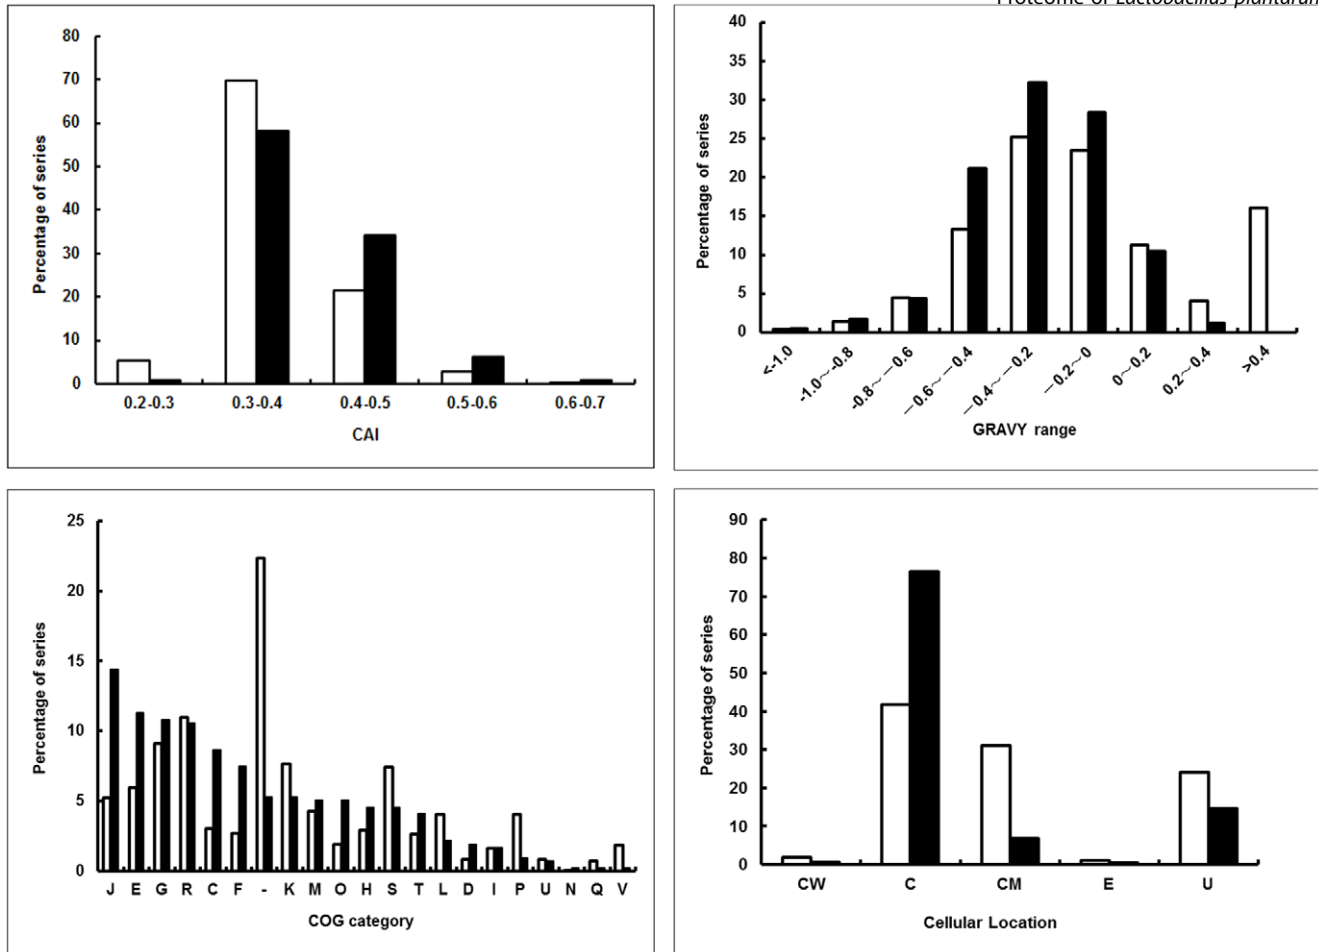 Proteome of Lactobacillus plantarum
80
70
60
50
40
30
20
10
0
Percentage of series
0.2-0.3 0.3-0.4 0.4-0.5 0.5-0.6 0.6-0.7
CAI
40
35
30
25
20
15
10
5
0
Percentage of series
<-1.0 -1.0～-0.8 -0.8～－0.6 －0.6～－0.4 －0.4～－0.2 －0.2～0 0～0.2 0.2～0.4 >0.4
GRAVY range
25
20
15
10
5
0
Percentage of series
J E G R C F - K M O H S T L D I P U N Q V
COG category
90
80
70
60
50
40
30
20
10
0
Percentage of series
CW C CM E U
Cellular Location